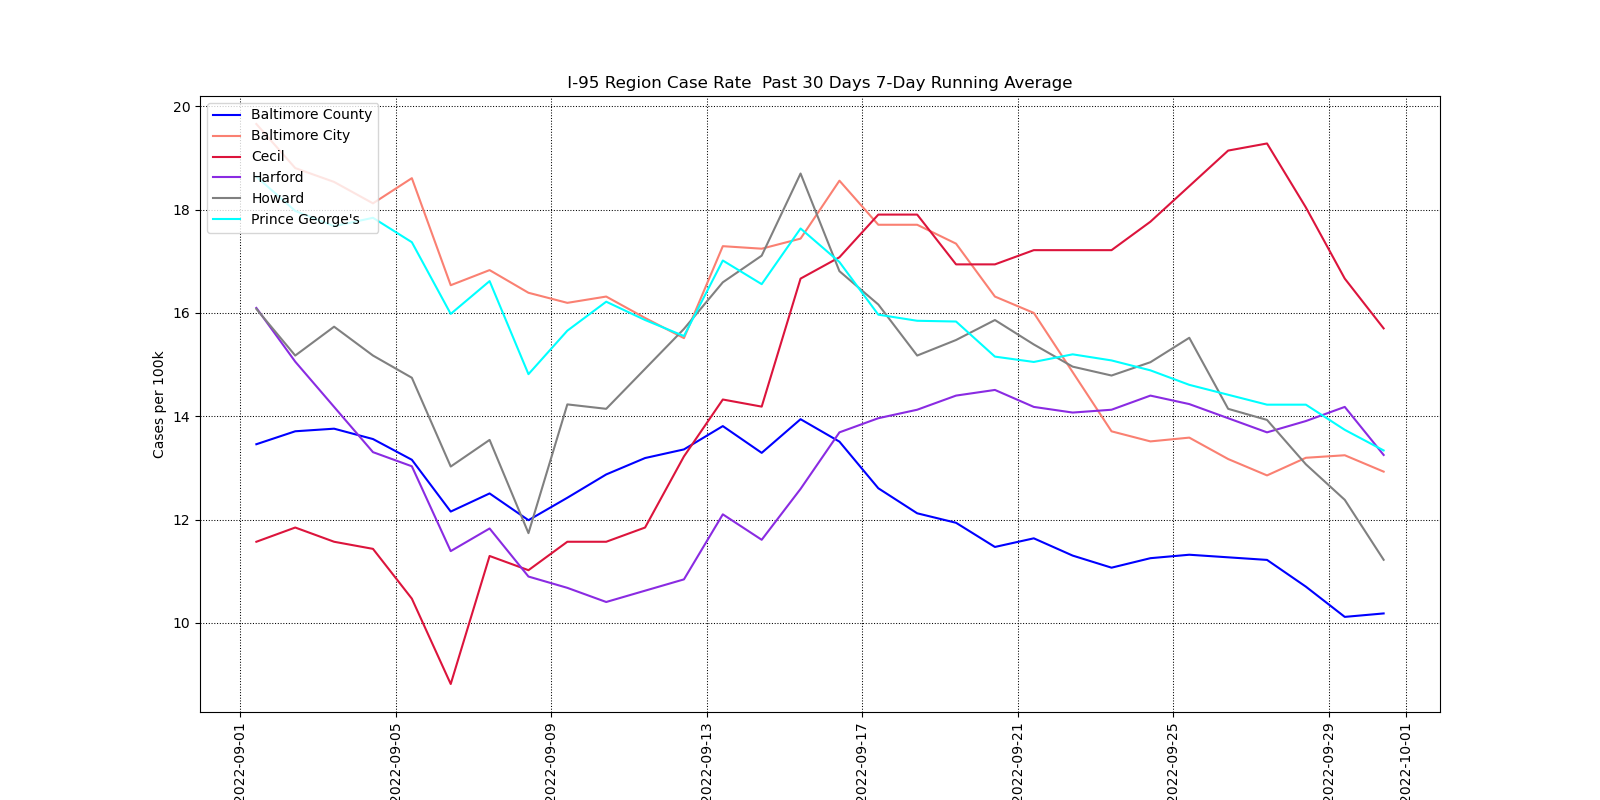 I-95 Region Case Rate  Past 30 Days 7-Day Running Average
Cases per 100k
20
18
16
14
12
10
Baltimore County
Baltimore City
Cecil
Harford
Howard
Prince George's
2022-09-01
2022-09-05
2022-09-09
2022-09-13
2022-09-17
2022-09-21
2022-09-25
2022-09-29
2022-10-01